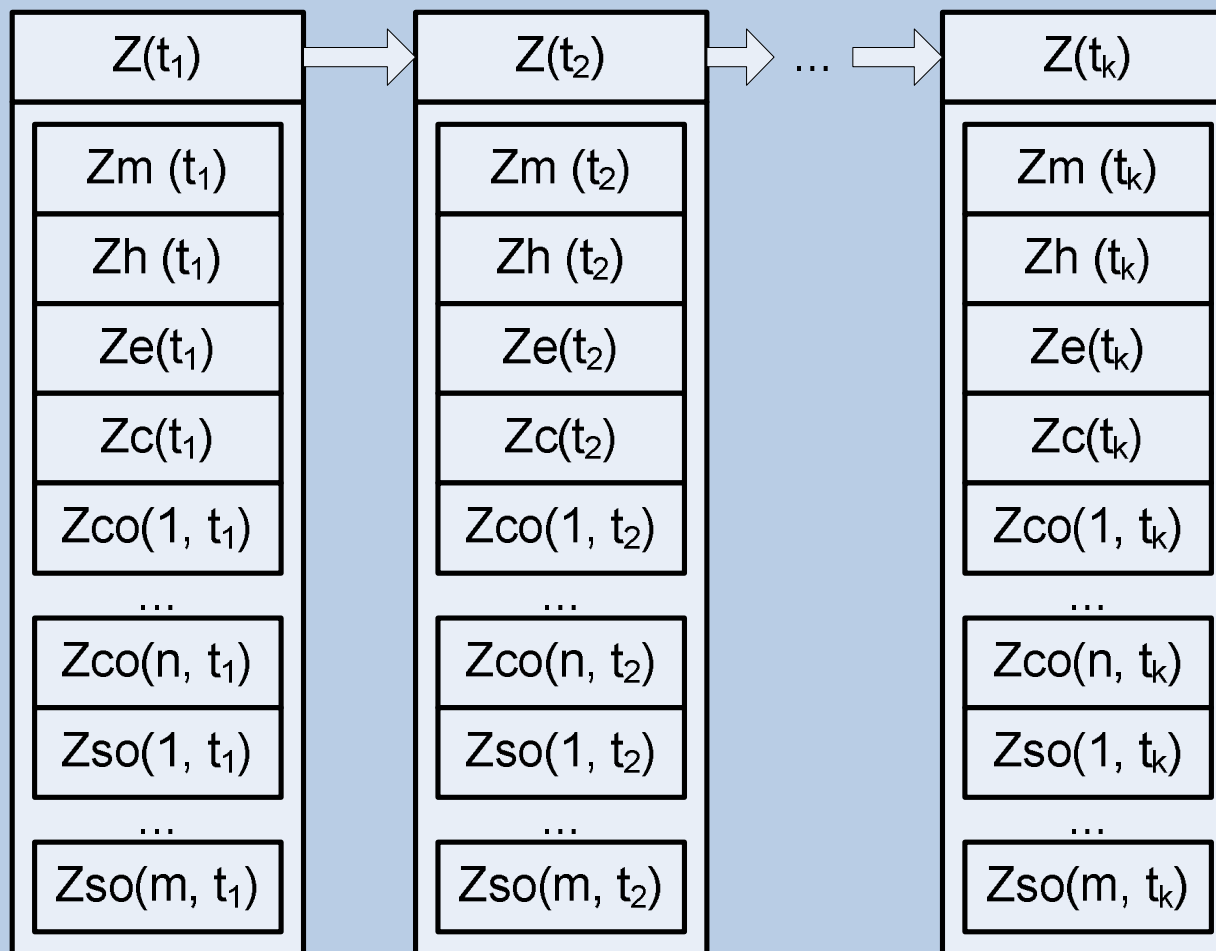 Z(t₁) Z(t₂) ... Z(tₖ)
Zm (t₁) Zm (t₂) Zm (tₖ)
Zh (t₁) Zh (t₂) Zh (tₖ)
Ze(t₁) Ze(t₂) Ze(tₖ)
Zc(t₁) Zc(t₂) Zc(tₖ)
Zco(1, t₁) Zco(1, t₂) Zco(1, tₖ)
... ... ...
Zco(n, t₁) Zco(n, t₂) Zco(n, tₖ)
Zso(1, t₁) Zso(1, t₂) Zso(1, tₖ)
... ... ...
Zso(m, t₁) Zso(m, t₂) Zso(m, tₖ)